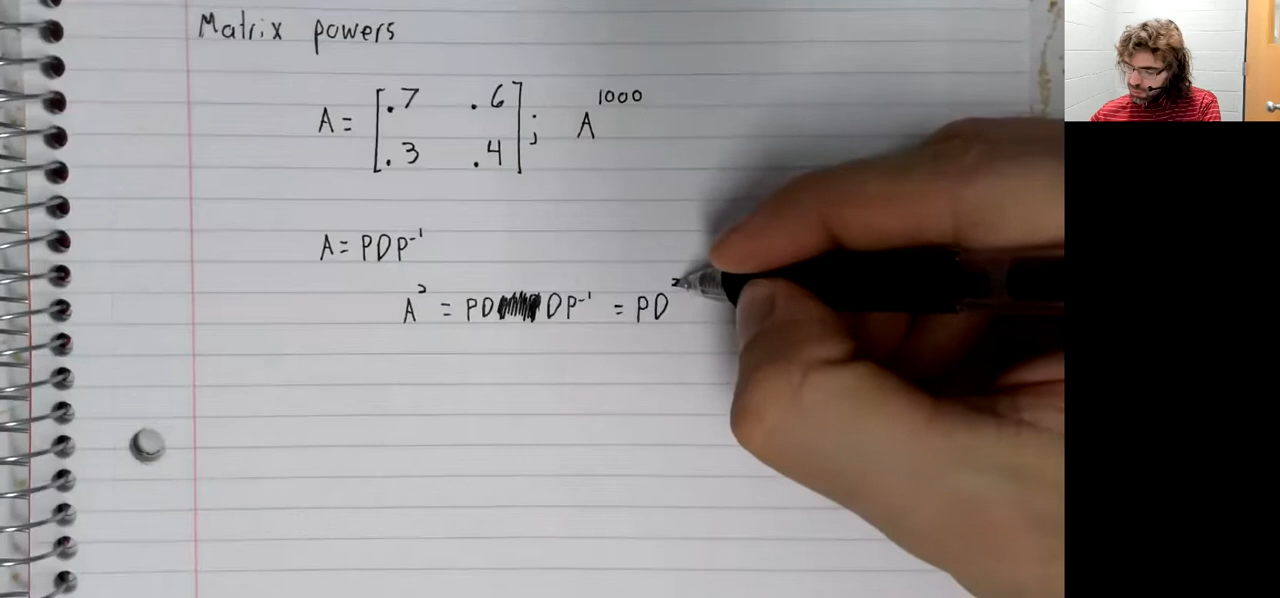 Matrix powers
A = [.7 .6
.3 .4] ; A^1000
A = PDP^-1
A^2 = PD DP^-1 = PD^2